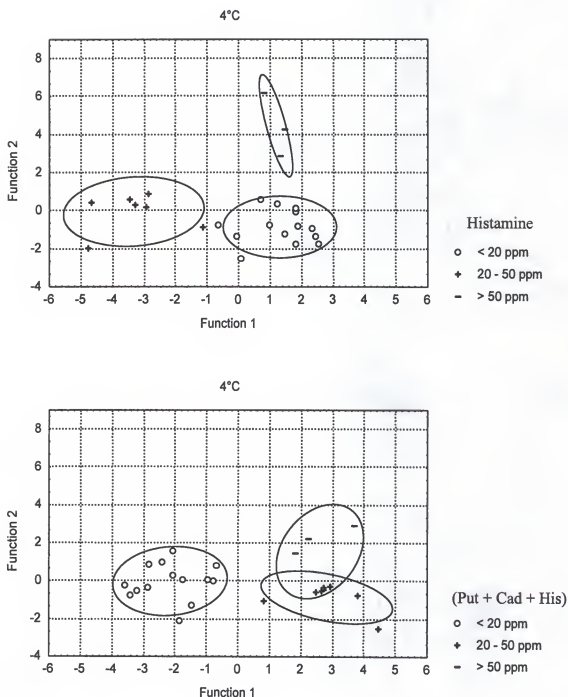 4°C
8
6
4
2
0
-2
-4
Function 2
-6 -5 -4 -3 -2 -1 0 1 2 3 4 5 6
Function 1
Histamine
< 20 ppm
20 - 50 ppm
> 50 ppm
4°C
8
6
4
2
0
-2
-4
Function 2
-6 -5 -4 -3 -2 -1 0 1 2 3 4 5 6
Function 1
(Put + Cad + His)
< 20 ppm
20 - 50 ppm
> 50 ppm